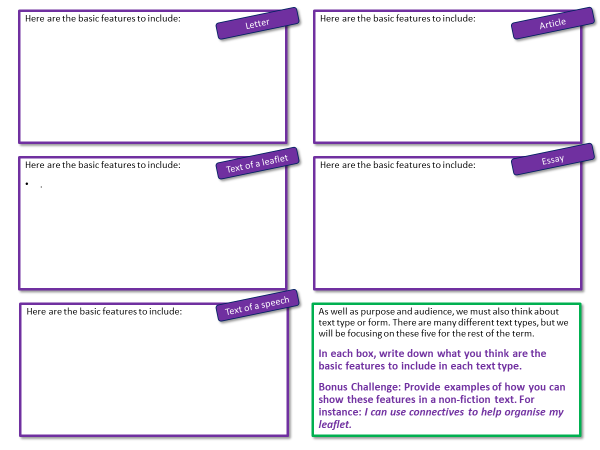 Here are the basic features to include:
Letter
Here are the basic features to include:
Article
Here are the basic features to include:
Text of a leaflet
• .
Here are the basic features to include:
Essay
Here are the basic features to include:
Text of a speech
As well as purpose and audience, we must also think about
text type or form. There are many different text types, but we
will be focusing on these five for the rest of the term.
In each box, write down what you think are the
basic features to include in each text type.
Bonus Challenge: Provide examples of how you can
show these features in a non-fiction text. For
instance: I can use connectives to help organise my
leaflet.